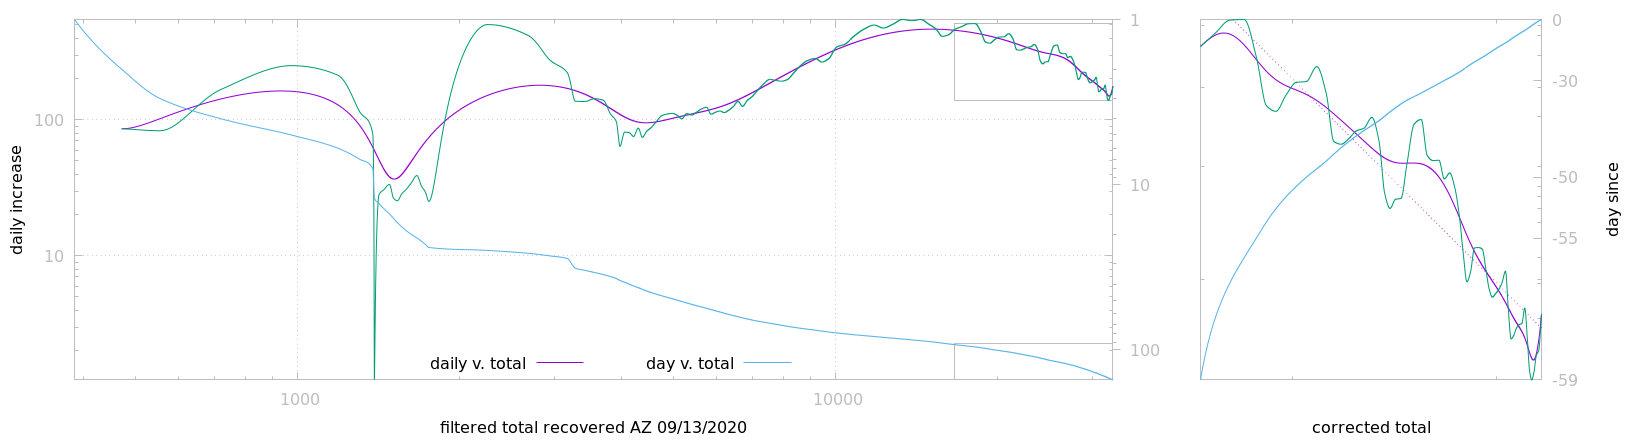 daily increase
100
10
1000
10000
1
10
100
daily v. total
day v. total
filtered total recovered AZ 09/13/2020
0
-30
-50
-55
-59
day since
corrected total